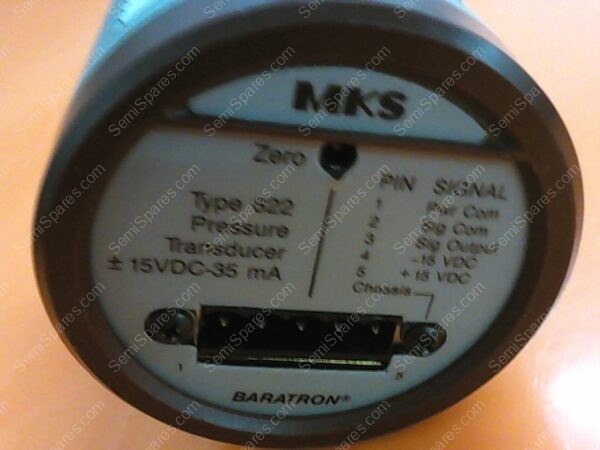 MKS
Zero
PIN SIGNAL
Type 622
Pressure
Transducer
± 15VDC-35 mA
1 Pwr Com
2 Sig Com
3 Sig Output
4 -15 VDC
5 +15 VDC
Chassis
1 5
BARATRON®
SemiSpares.com